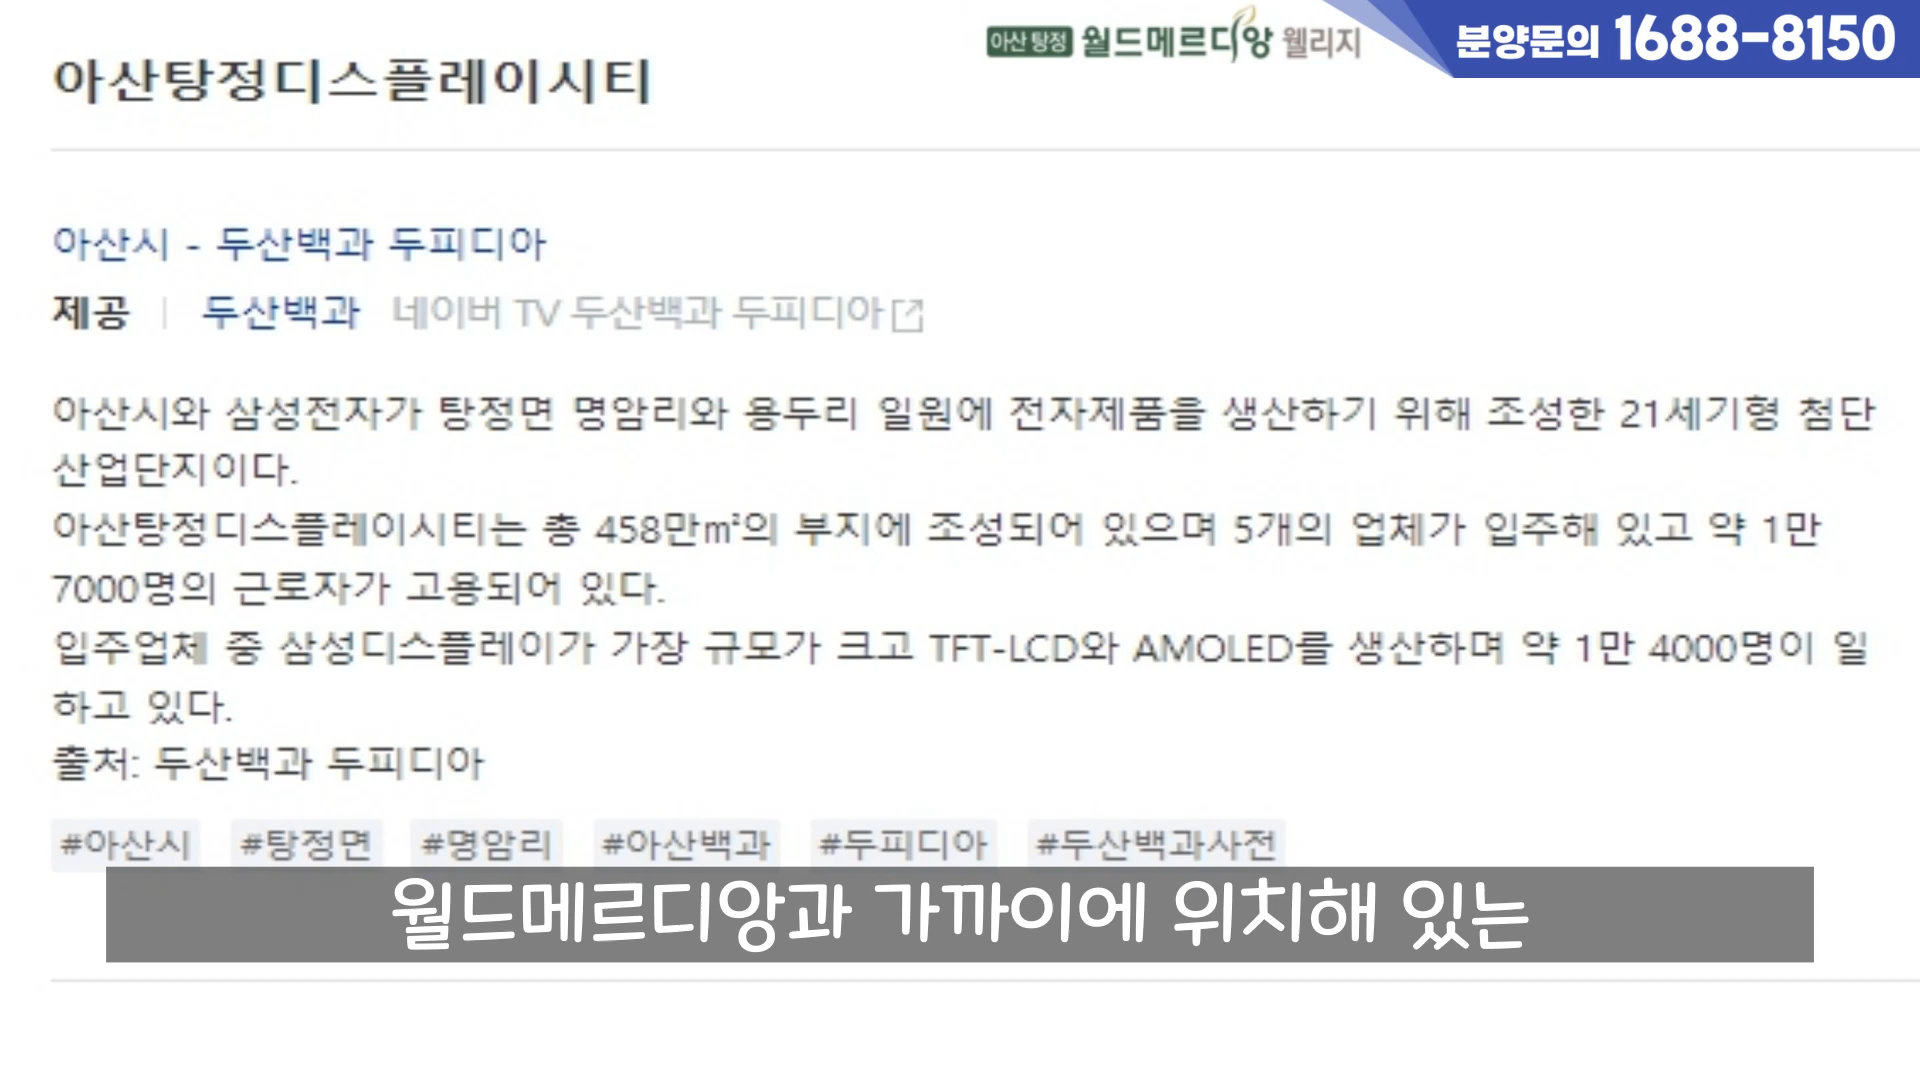 아산 탕정 월드메르디앙 웰리지
분양문의 1688-8150
아산탕정디스플레이시티
아산시 - 두산백과 두피디아
제공 두산백과 네이버 TV 두산백과 두피디아
아산시와 삼성전자가 탕정면 명암리와 용두리 일원에 전자제품을 생산하기 위해 조성한 21세기형 첨단
산업단지이다.
아산탕정디스플레이시티는 총 458만㎡의 부지에 조성되어 있으며 5개의 업체가 입주해 있고 약 1만
7000명의 근로자가 고용되어 있다.
입주업체 중 삼성디스플레이가 가장 규모가 크고 TFT-LCD와 AMOLED를 생산하며 약 1만 4000명이 일
하고 있다.
출처: 두산백과 두피디아
#아산시 #탕정면 #명암리 #아산백과 #두피디아 #두산백과사전
월드메르디앙과 가까이에 위치해 있는